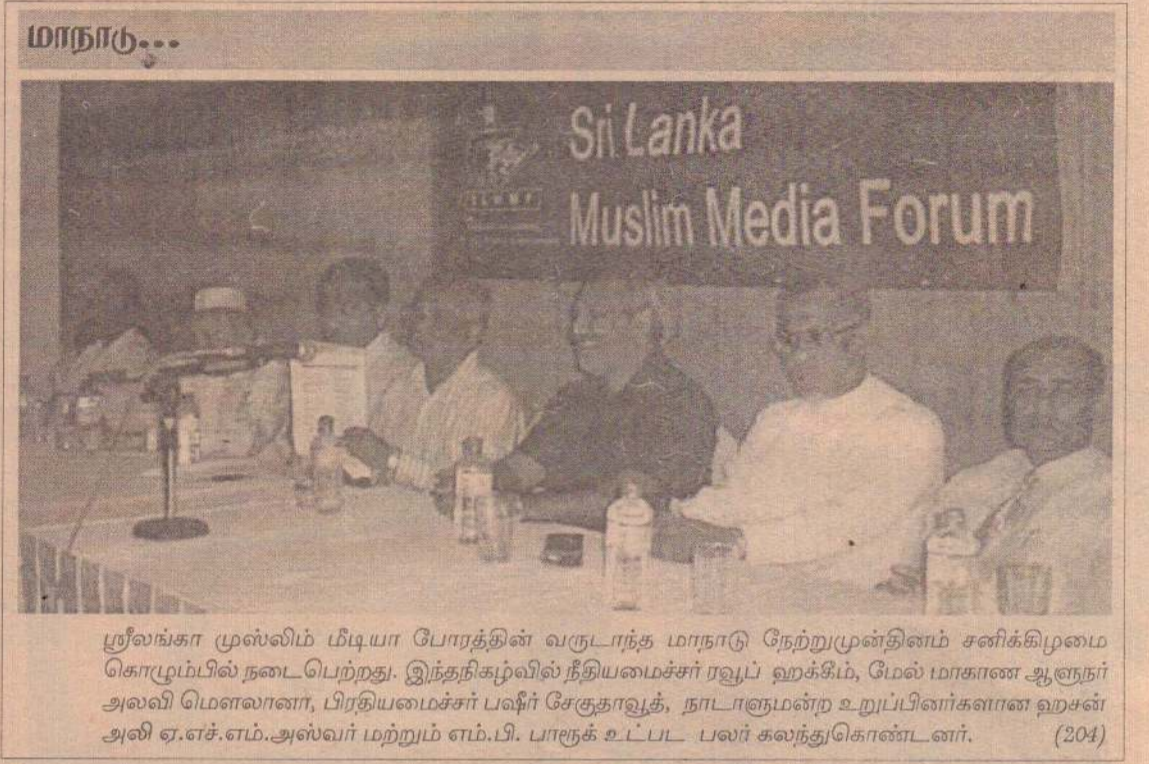 மாநாடு...
Sri Lanka
Muslim Media Forum
SLMMF
ஸ்ரீலங்கா முஸ்லிம் மீடியா போரத்தின் வருடாந்த மாநாடு நேற்றுமுன்தினம் சனிக்கிழமை
கொழும்பில் நடைபெற்றது. இந்தநிகழ்வில் நீதியமைச்சர் ரவூப் ஹக்கீம், மேல் மாகாண ஆளுநர்
அலவி மௌலானா, பிரதியமைச்சர் பஷீர் சேகுதாவூத், நாடாளுமன்ற உறுப்பினர்களான ஹசன்
அலி ஏ.எச்.எம்.அஸ்வர் மற்றும் எம்.பி. பாரூக் உட்பட பலர் கலந்துகொண்டனர். (204)